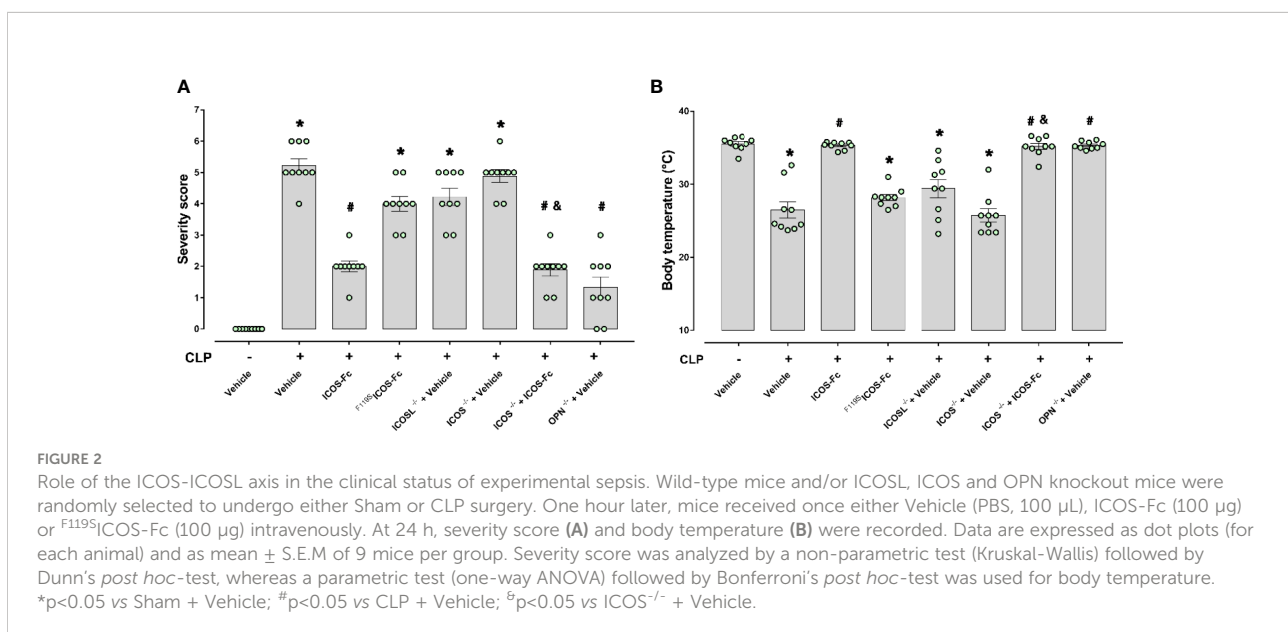 A
Severity score
7
6
5
4
3
2
1
0
* # * * * # & #
CLP - + + + + + + +
Vehicle
Vehicle
ICOS-Fc
F119SICOS-Fc
ICOSL-/- + Vehicle
ICOS-/- + Vehicle
ICOS-/- + ICOS-Fc
OPN-/- + Vehicle
B
Body temperature (°C)
40
30
20
10
* # * * * # & #
CLP - + + + + + + +
Vehicle
Vehicle
ICOS-Fc
F119SICOS-Fc
ICOSL-/- + Vehicle
ICOS-/- + Vehicle
ICOS-/- + ICOS-Fc
OPN-/- + Vehicle
FIGURE 2
Role of the ICOS-ICOSL axis in the clinical status of experimental sepsis. Wild-type mice and/or ICOSL, ICOS and OPN knockout mice were
randomly selected to undergo either Sham or CLP surgery. One hour later, mice received once either Vehicle (PBS, 100 µL), ICOS-Fc (100 µg)
or F119SICOS-Fc (100 µg) intravenously. At 24 h, severity score (A) and body temperature (B) were recorded. Data are expressed as dot plots (for
each animal) and as mean ± S.E.M of 9 mice per group. Severity score was analyzed by a non-parametric test (Kruskal-Wallis) followed by
Dunn's post hoc-test, whereas a parametric test (one-way ANOVA) followed by Bonferroni's post hoc-test was used for body temperature.
*p<0.05 vs Sham + Vehicle; #p<0.05 vs CLP + Vehicle; &p<0.05 vs ICOS-/- + Vehicle.